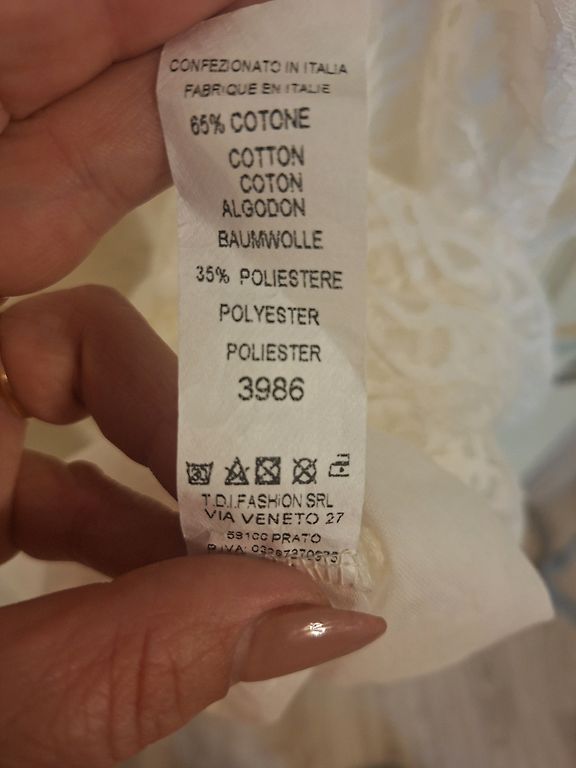 CONFEZIONATO IN ITALIA
FABRIQUE EN ITALIE
65% COTONE
COTTON
COTON
ALGODON
BAUMWOLLE
35% POLIESTERE
POLYESTER
POLIESTER
3986
T.D.I.FASHION SRL
VIA VENETO 27
59100 PRATO
P.IVA: